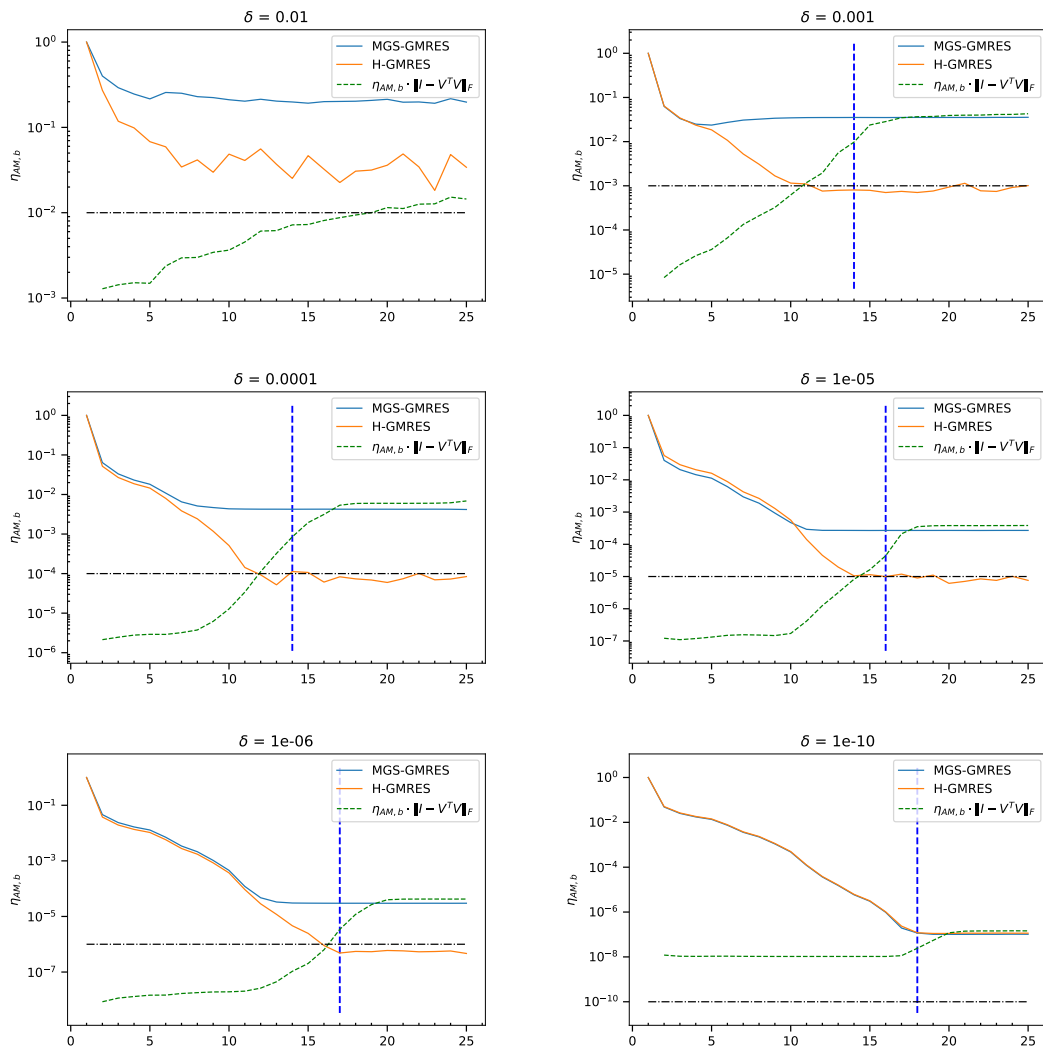 δ = 0.01
MGS-GMRES
H-GMRES
η_{AM, b} · ‖I − V^T V‖_F
η_{AM, b}
10^0
10^{-1}
10^{-2}
10^{-3}
0 5 10 15 20 25
δ = 0.001
MGS-GMRES
H-GMRES
η_{AM, b} · ‖I − V^T V‖_F
η_{AM, b}
10^0
10^{-1}
10^{-2}
10^{-3}
10^{-4}
10^{-5}
0 5 10 15 20 25
δ = 0.0001
MGS-GMRES
H-GMRES
η_{AM, b} · ‖I − V^T V‖_F
η_{AM, b}
10^0
10^{-1}
10^{-2}
10^{-3}
10^{-4}
10^{-5}
10^{-6}
0 5 10 15 20 25
δ = 1e-05
MGS-GMRES
H-GMRES
η_{AM, b} · ‖I − V^T V‖_F
η_{AM, b}
10^0
10^{-1}
10^{-2}
10^{-3}
10^{-4}
10^{-5}
10^{-6}
10^{-7}
0 5 10 15 20 25
δ = 1e-06
MGS-GMRES
H-GMRES
η_{AM, b} · ‖I − V^T V‖_F
η_{AM, b}
10^{-1}
10^{-3}
10^{-5}
10^{-7}
0 5 10 15 20 25
δ = 1e-10
MGS-GMRES
H-GMRES
η_{AM, b} · ‖I − V^T V‖_F
η_{AM, b}
10^0
10^{-2}
10^{-4}
10^{-6}
10^{-8}
10^{-10}
0 5 10 15 20 25